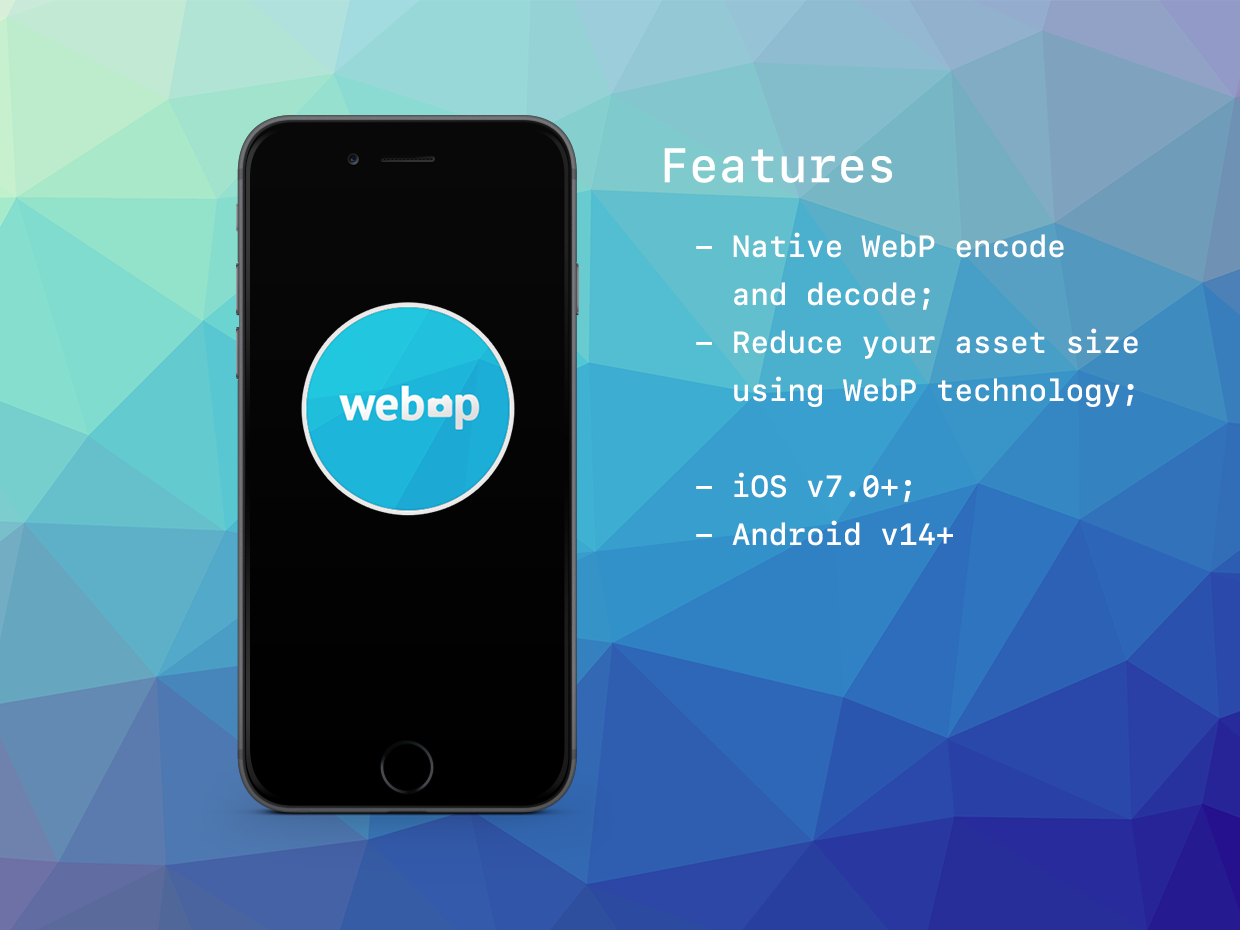 webp
Features
– Native WebP encode
and decode;
– Reduce your asset size
using WebP technology;
– iOS v7.0+;
– Android v14+